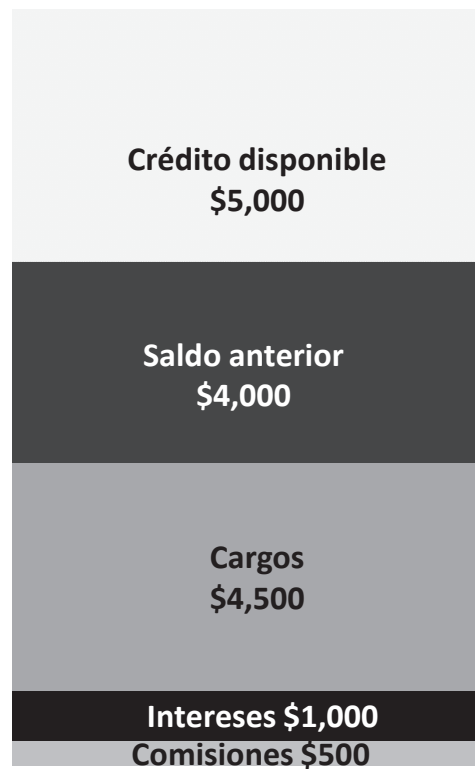 Crédito disponible
$5,000
Saldo anterior
$4,000
Cargos
$4,500
Intereses $1,000
Comisiones $500